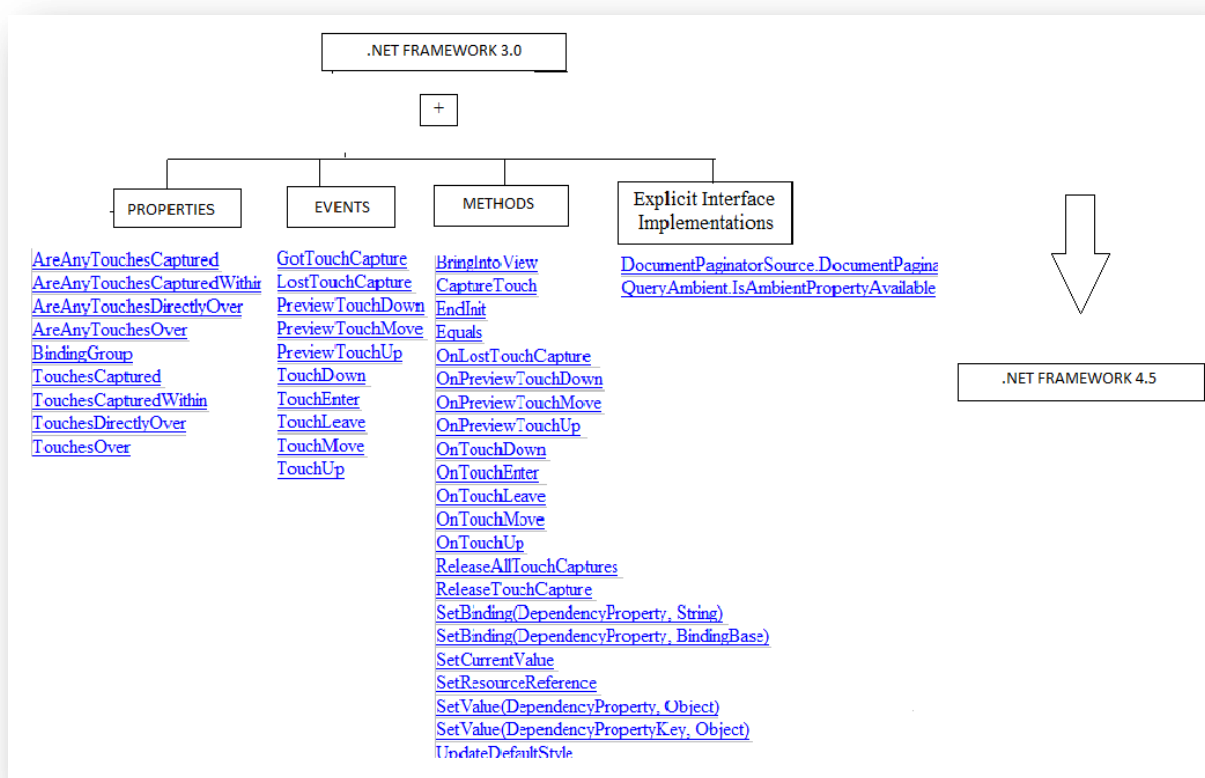 .NET FRAMEWORK 3.0
+
PROPERTIES
AreAnyTouchesCaptured
AreAnyTouchesCapturedWithin
AreAnyTouchesDirectlyOver
AreAnyTouchesOver
BindingGroup
TouchesCaptured
TouchesCapturedWithin
TouchesDirectlyOver
TouchesOver
EVENTS
GotTouchCapture
LostTouchCapture
PreviewTouchDown
PreviewTouchMove
PreviewTouchUp
TouchDown
TouchEnter
TouchLeave
TouchMove
TouchUp
METHODS
BringIntoView
CaptureTouch
EndInit
Equals
OnLostTouchCapture
OnPreviewTouchDown
OnPreviewTouchMove
OnPreviewTouchUp
OnTouchDown
OnTouchEnter
OnTouchLeave
OnTouchMove
OnTouchUp
ReleaseAllTouchCaptures
ReleaseTouchCapture
SetBinding(DependencyProperty, String)
SetBinding(DependencyProperty, BindingBase)
SetCurrentValue
SetResourceReference
SetValue(DependencyProperty, Object)
SetValue(DependencyPropertyKey, Object)
UpdateDefaultStyle
Explicit Interface
Implementations
DocumentPaginatorSource.DocumentPagina
QueryAmbient.IsAmbientPropertyAvailable
.NET FRAMEWORK 4.5